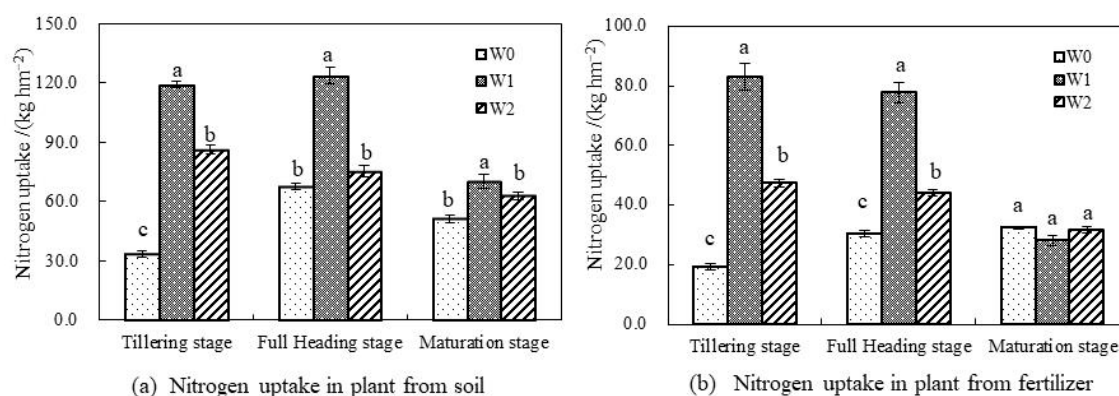 Nitrogen uptake /(kg hm⁻²)
150.0
120.0
90.0
60.0
30.0
0.0
W0
W1
W2
c
a
b
b
a
b
b
a
b
Tillering stage
Full Heading stage
Maturation stage
(a) Nitrogen uptake in plant from soil
Nitrogen uptake /(kg hm⁻²)
100.0
80.0
60.0
40.0
20.0
0.0
W0
W1
W2
c
a
b
c
a
b
a
a
a
Tillering stage
Full Heading stage
Maturation stage
(b) Nitrogen uptake in plant from fertilizer